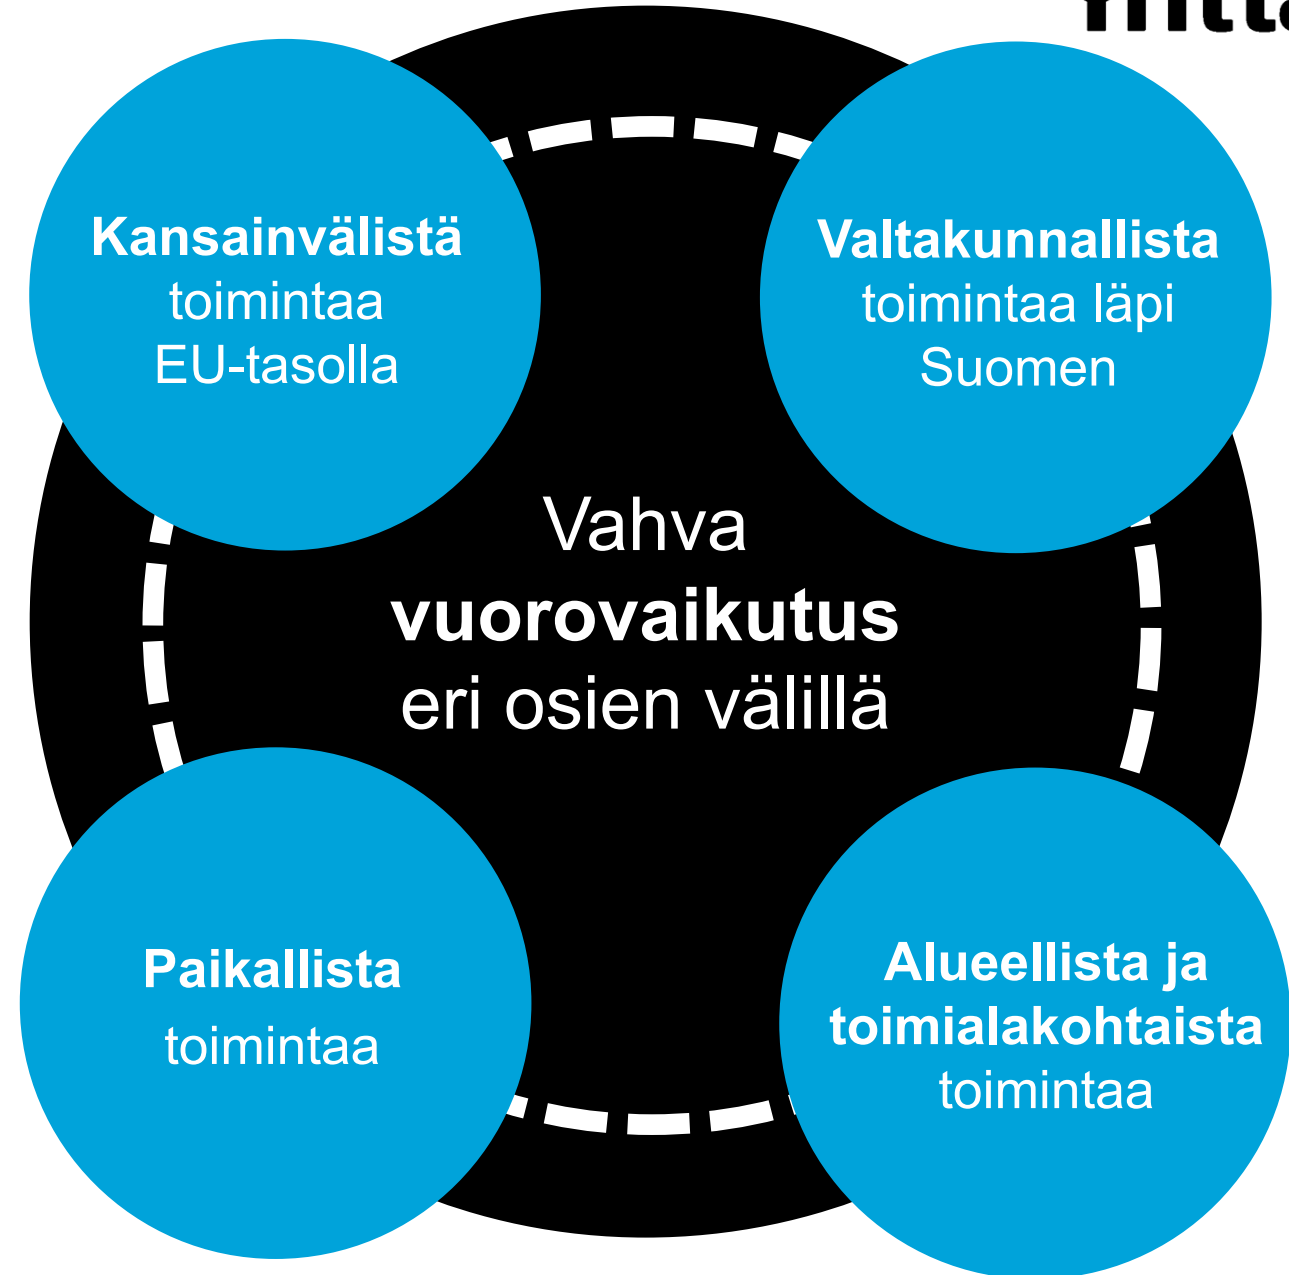 Kansainvälistä
toimintaa
EU-tasolla
Valtakunnallista
toimintaa läpi
Suomen
Vahva
vuorovaikutus
eri osien välillä
Paikallista
toimintaa
Alueellista ja
toimialakohtaista
toimintaa